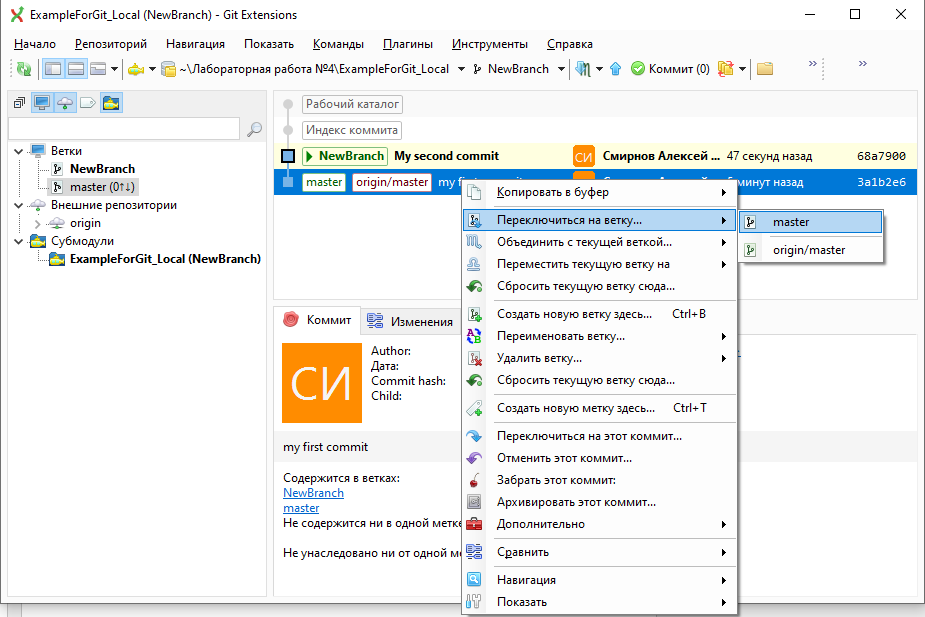 ExampleForGit_Local (NewBranch) - Git Extensions
Начало Репозиторий Навигация Показать Команды Плагины Инструменты Справка
~\Лабораторная работа №4\ExampleForGit_Local NewBranch Коммит (0) » »
Рабочий каталог
Индекс коммита
NewBranch My second commit СИ Смирнов Алексей ... 47 секунд назад 68a7900
master origin/master my минут назад 3a1b2e6
Ветки
NewBranch
master (0↑↓)
Внешние репозитории
origin
Субмодули
ExampleForGit_Local (NewBranch)
Копировать в буфер
Переключиться на ветку...
Объединить с текущей веткой...
Переместить текущую ветку на
Сбросить текущую ветку сюда...
Создать новую ветку здесь... Ctrl+B
Переименовать ветку...
Удалить ветку...
Сбросить текущую ветку сюда...
Создать новую метку здесь... Ctrl+T
Переключиться на этот коммит...
Отменить этот коммит...
Забрать этот коммит:
Архивировать этот коммит...
Дополнительно
Сравнить
Навигация
Показать
master
origin/master
Коммит Изменения
СИ
Author:
Дата:
Commit hash:
Child:
my first commit
Содержится в ветках:
NewBranch
master
Не содержится ни в одной метке
Не унаследовано ни от одной